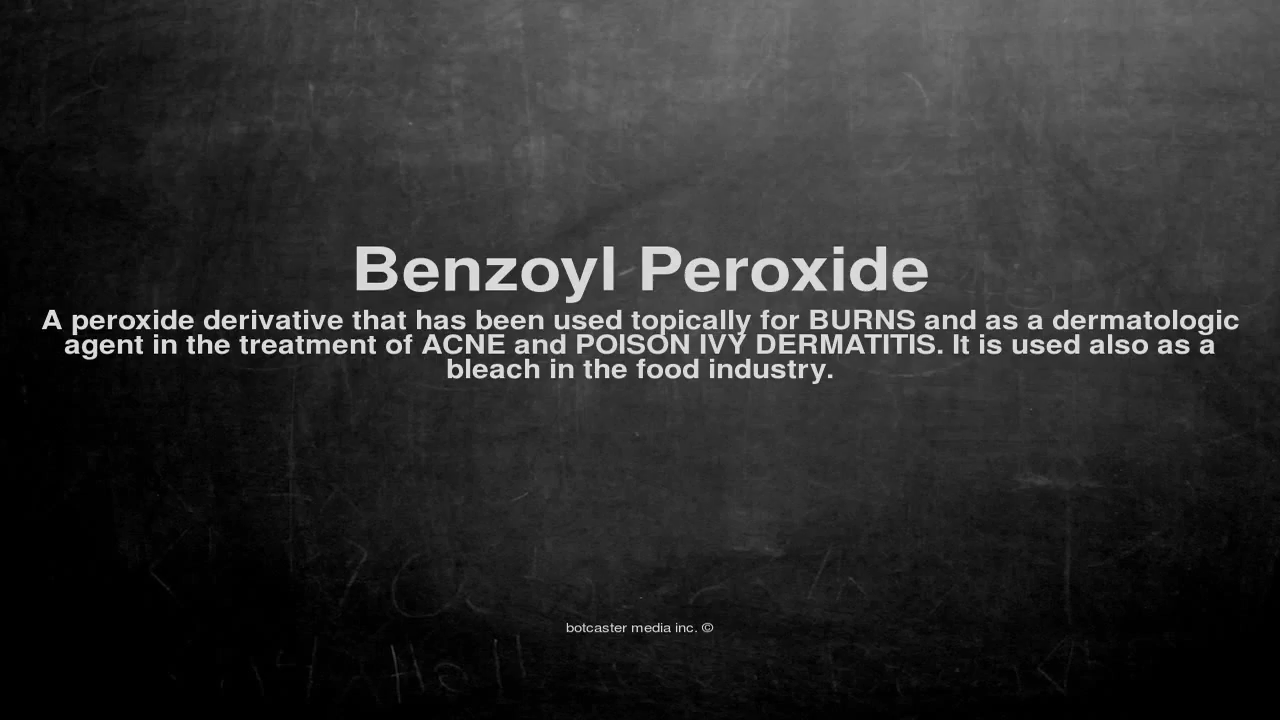 Benzoyl Peroxide
A peroxide derivative that has been used topically for BURNS and as a dermatologic
agent in the treatment of ACNE and POISON IVY DERMATITIS. It is used also as a
bleach in the food industry.
botcaster media inc. ©